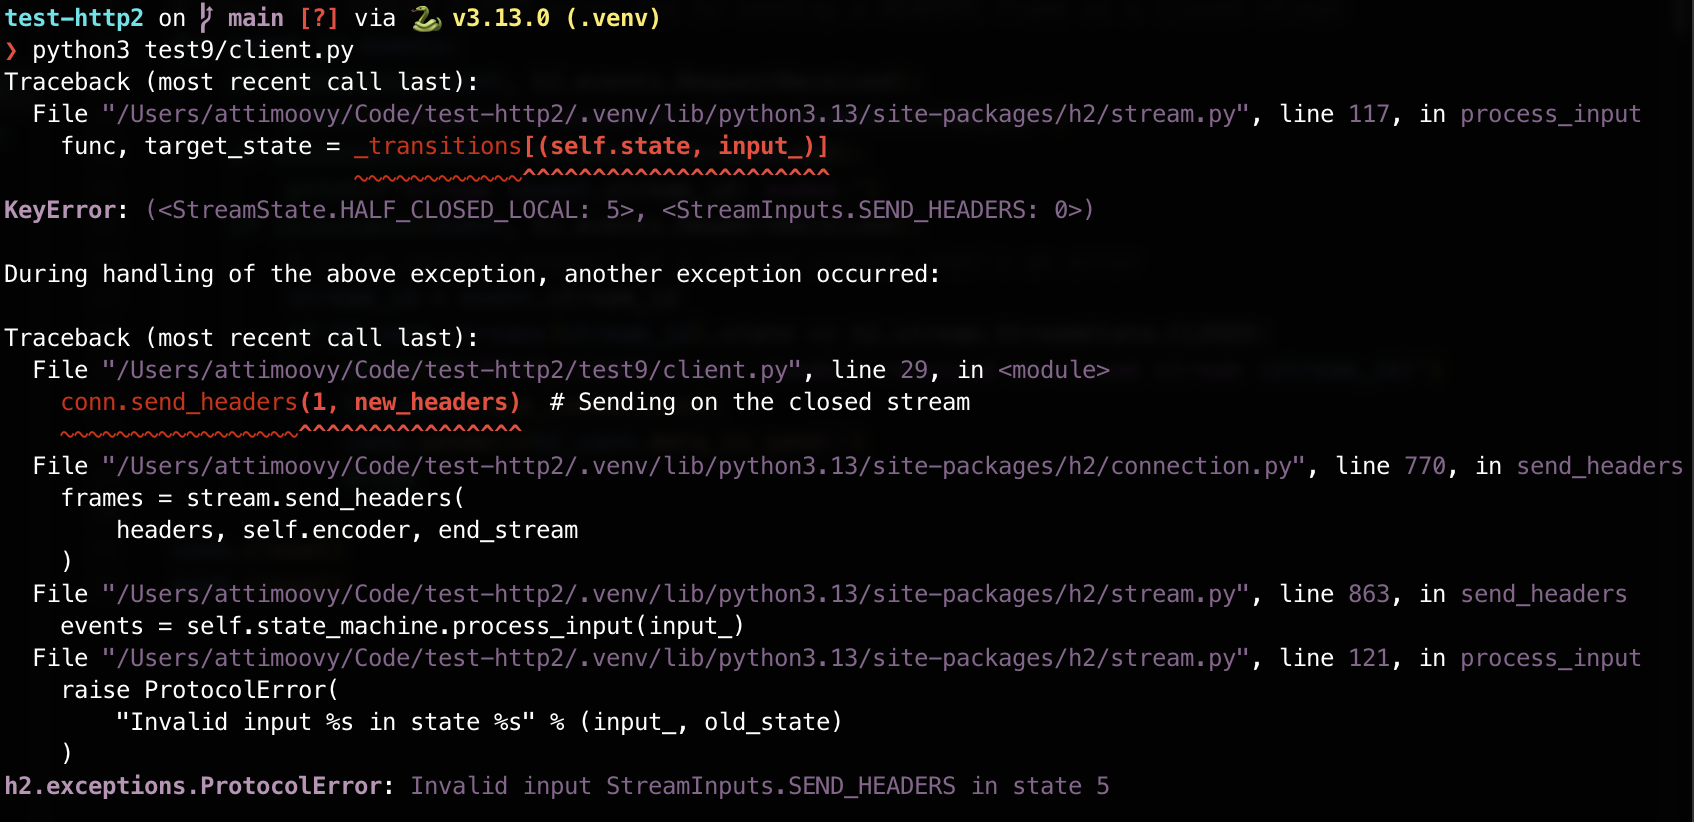 test-http2 on main [?] via v3.13.0 (.venv)
❯ python3 test9/client.py
Traceback (most recent call last):
  File "/Users/attimoovy/Code/test-http2/.venv/lib/python3.13/site-packages/h2/stream.py", line 117, in process_input
    func, target_state = _transitions[(self.state, input_)]
                         ~~~~~~~~~~~~^^^^^^^^^^^^^^^^^^^^^^
KeyError: (<StreamState.HALF_CLOSED_LOCAL: 5>, <StreamInputs.SEND_HEADERS: 0>)

During handling of the above exception, another exception occurred:

Traceback (most recent call last):
  File "/Users/attimoovy/Code/test-http2/test9/client.py", line 29, in <module>
    conn.send_headers(1, new_headers)  # Sending on the closed stream
    ~~~~~~~~~~~~~~~~~^^^^^^^^^^^^^^^^
  File "/Users/attimoovy/Code/test-http2/.venv/lib/python3.13/site-packages/h2/connection.py", line 770, in send_headers
    frames = stream.send_headers(
        headers, self.encoder, end_stream
    )
  File "/Users/attimoovy/Code/test-http2/.venv/lib/python3.13/site-packages/h2/stream.py", line 863, in send_headers
    events = self.state_machine.process_input(input_)
  File "/Users/attimoovy/Code/test-http2/.venv/lib/python3.13/site-packages/h2/stream.py", line 121, in process_input
    raise ProtocolError(
        "Invalid input %s in state %s" % (input_, old_state)
    )
h2.exceptions.ProtocolError: Invalid input StreamInputs.SEND_HEADERS in state 5